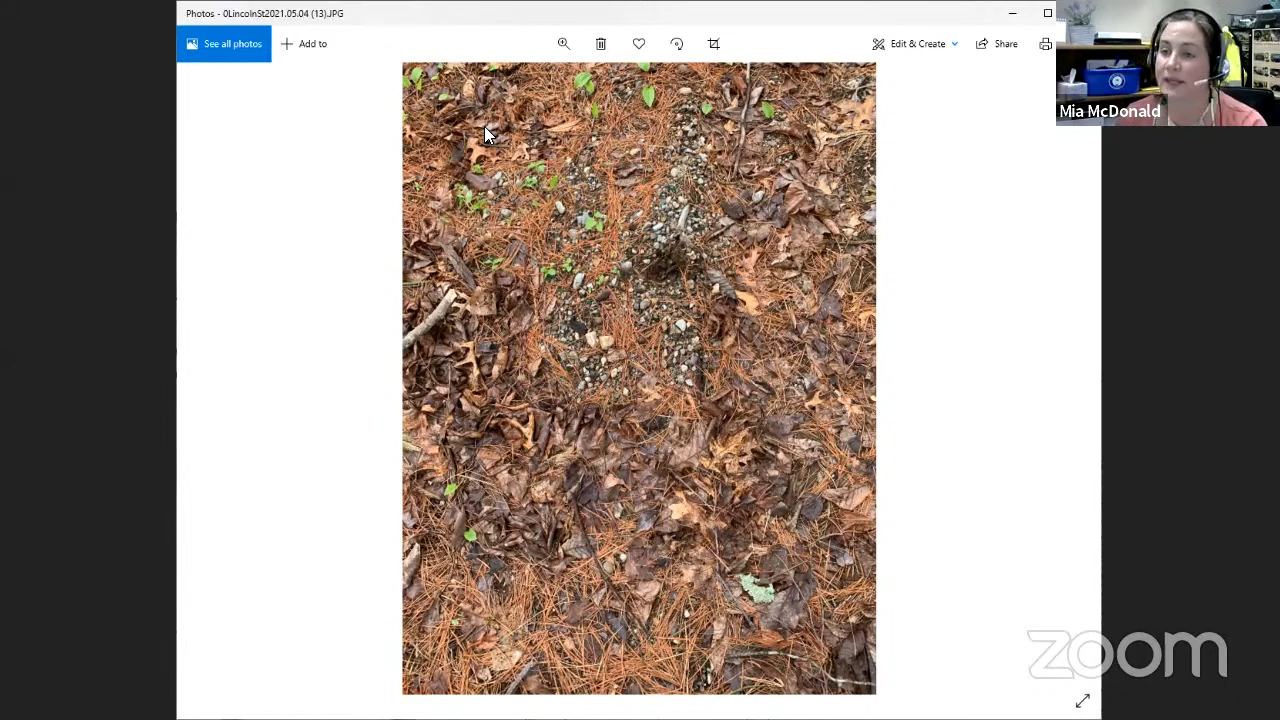 Photos - 0LincolnSt2021.05.04 (13).JPG
See all photos
Add to
Edit & Create
Share
Mia McDonald
zoom